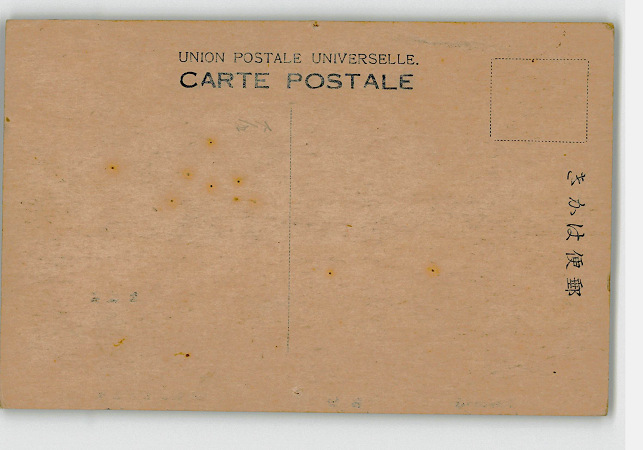 UNION POSTALE UNIVERSELLE.
CARTE POSTALE
郵便はかき